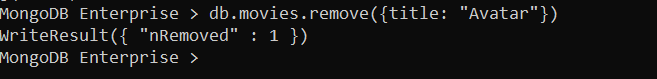 MongoDB Enterprise > db.movies.remove({title: "Avatar"})
WriteResult({ "nRemoved" : 1 })
MongoDB Enterprise >